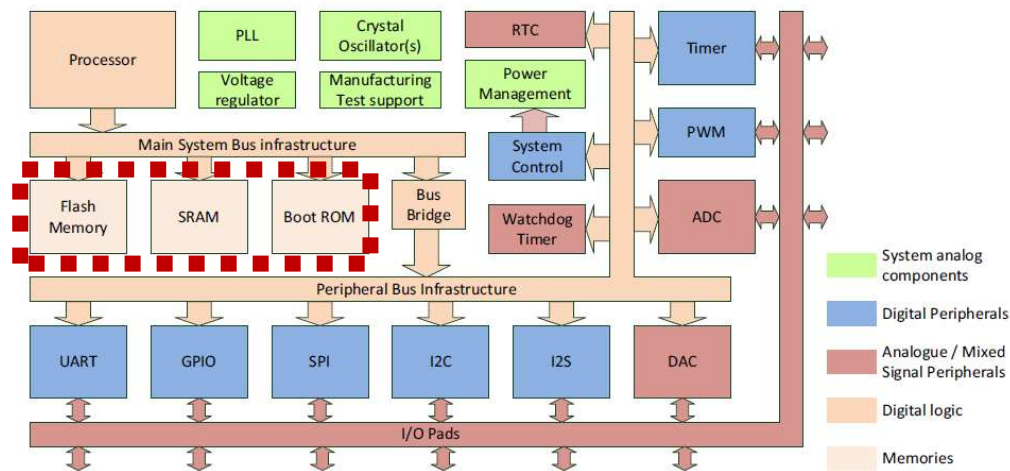 Processor
PLL
Crystal
Oscillator(s)
RTC
Timer
Voltage
regulator
Manufacturing
Test support
Power
Management
Main System Bus infrastructure
System
Control
PWM
Flash
Memory
SRAM
Boot ROM
Bus
Bridge
Watchdog
Timer
ADC
System analog
components
Peripheral Bus Infrastructure
Digital Peripherals
UART
GPIO
SPI
I2C
I2S
DAC
Analogue / Mixed
Signal Peripherals
Digital logic
I/O Pads
Memories